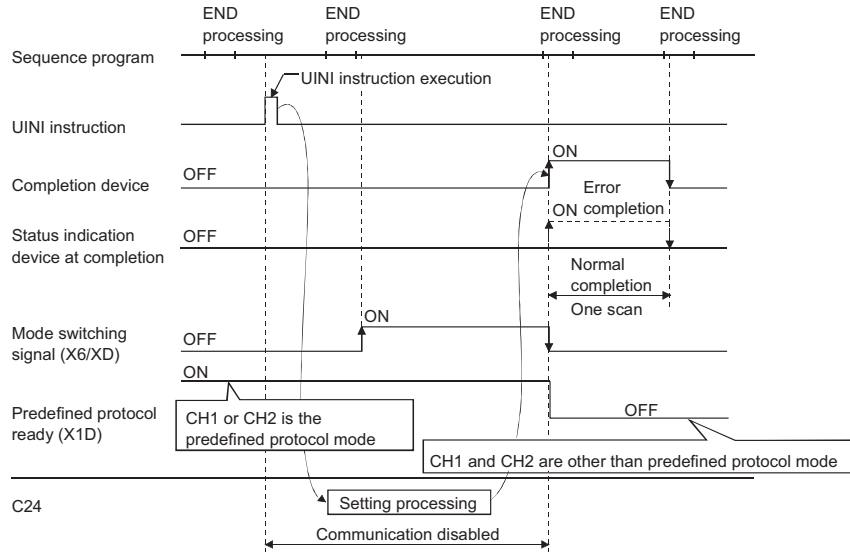 END
processing
END
processing
END
processing
END
processing
Sequence program
UINI instruction execution
UINI instruction
ON
OFF
Completion device
Error
completion
ON
Status indication
device at completion
OFF
Normal
completion
One scan
ON
Mode switching
signal (X6/XD)
OFF
ON
Predefined protocol
ready (X1D)
OFF
CH1 or CH2 is the
predefined protocol mode
CH1 and CH2 are other than predefined protocol mode
C24
Setting processing
Communication disabled